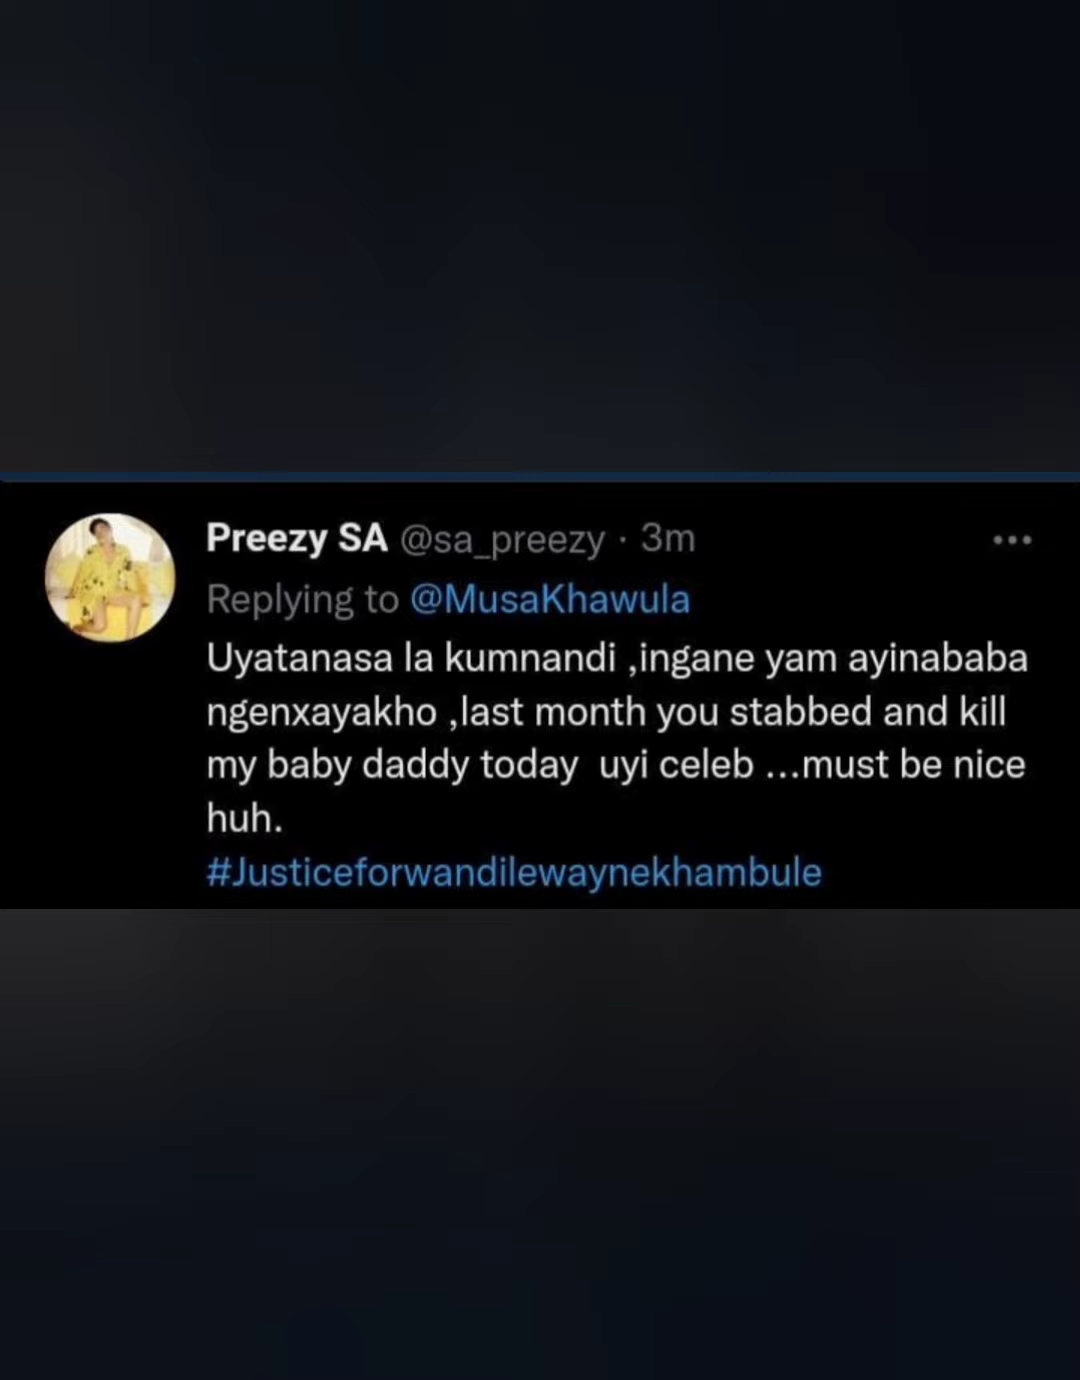 Preezy SA @sa_preezy · 3m
Replying to @MusaKhawula
Uyatanasa la kumnandi ,ingane yam ayinababa
ngenxayakho ,last month you stabbed and kill
my baby daddy today  uyi celeb ...must be nice
huh.
#Justiceforwandilewaynekhambule